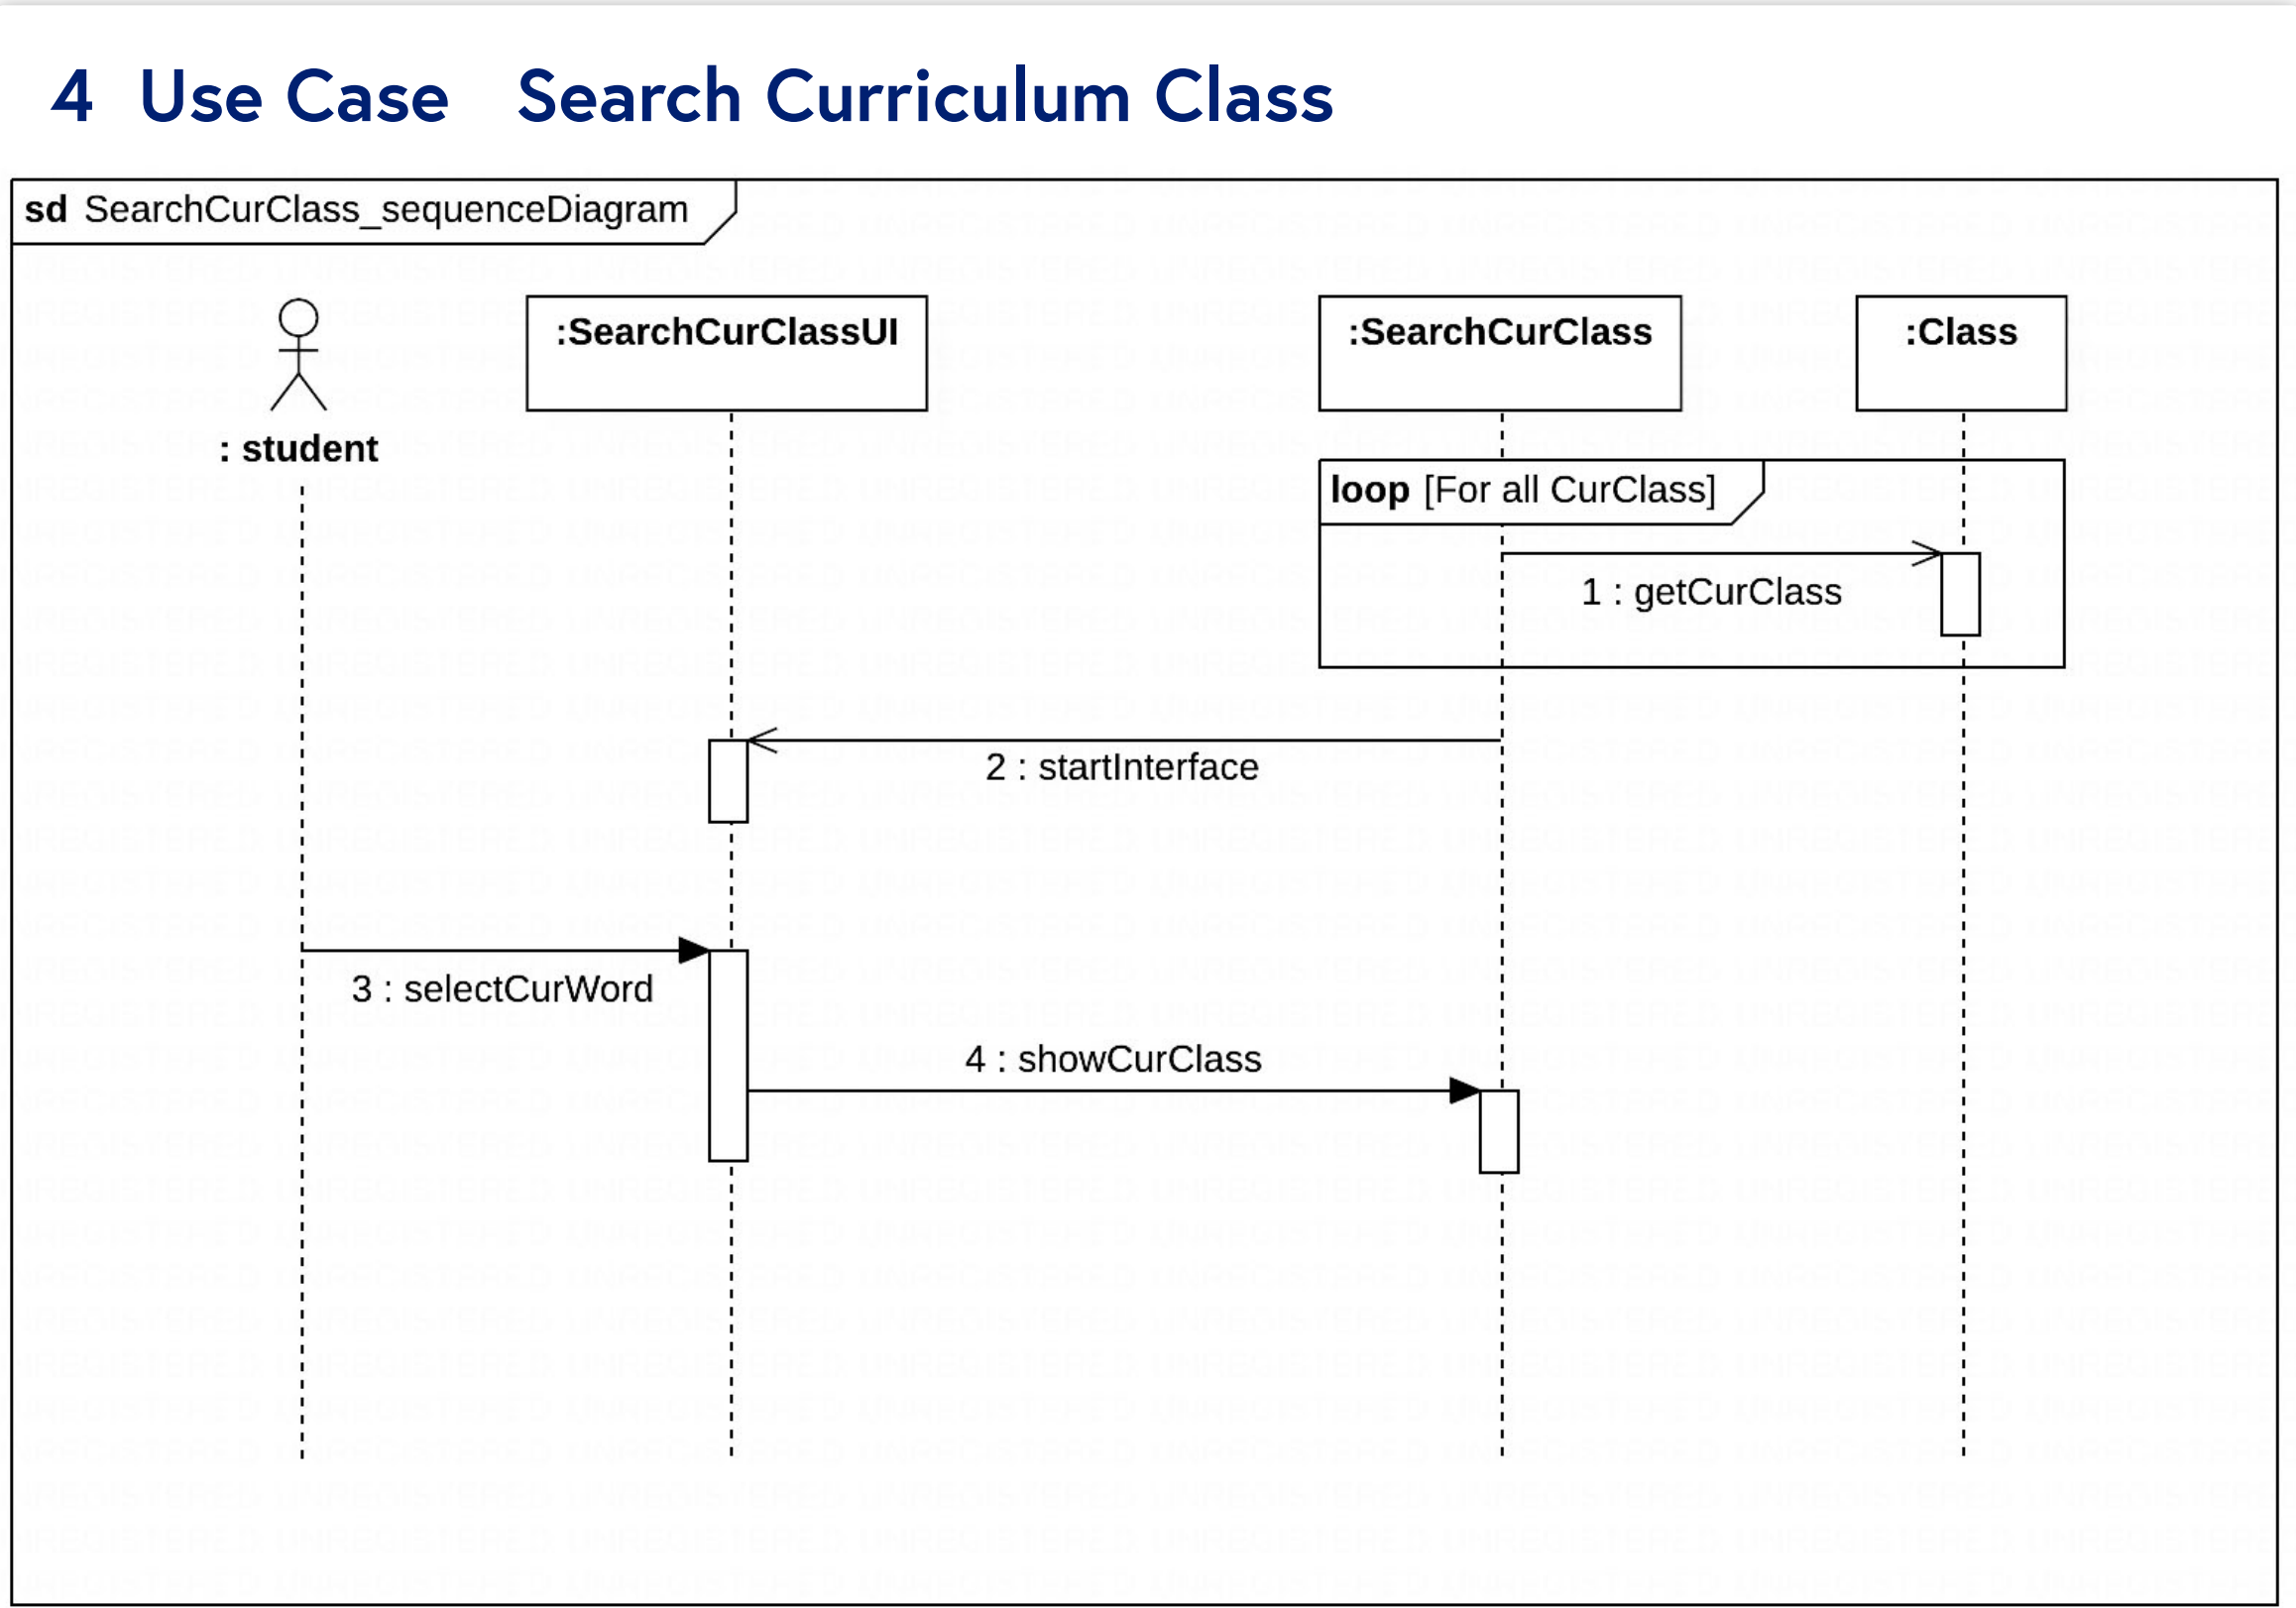 4 Use Case Search Curriculum Class
sd SearchCurClass_sequenceDiagram
: student
:SearchCurClassUI
:SearchCurClass
:Class
loop [For all CurClass]
1 : getCurClass
2 : startInterface
3 : selectCurWord
4 : showCurClass
UNREGISTERED